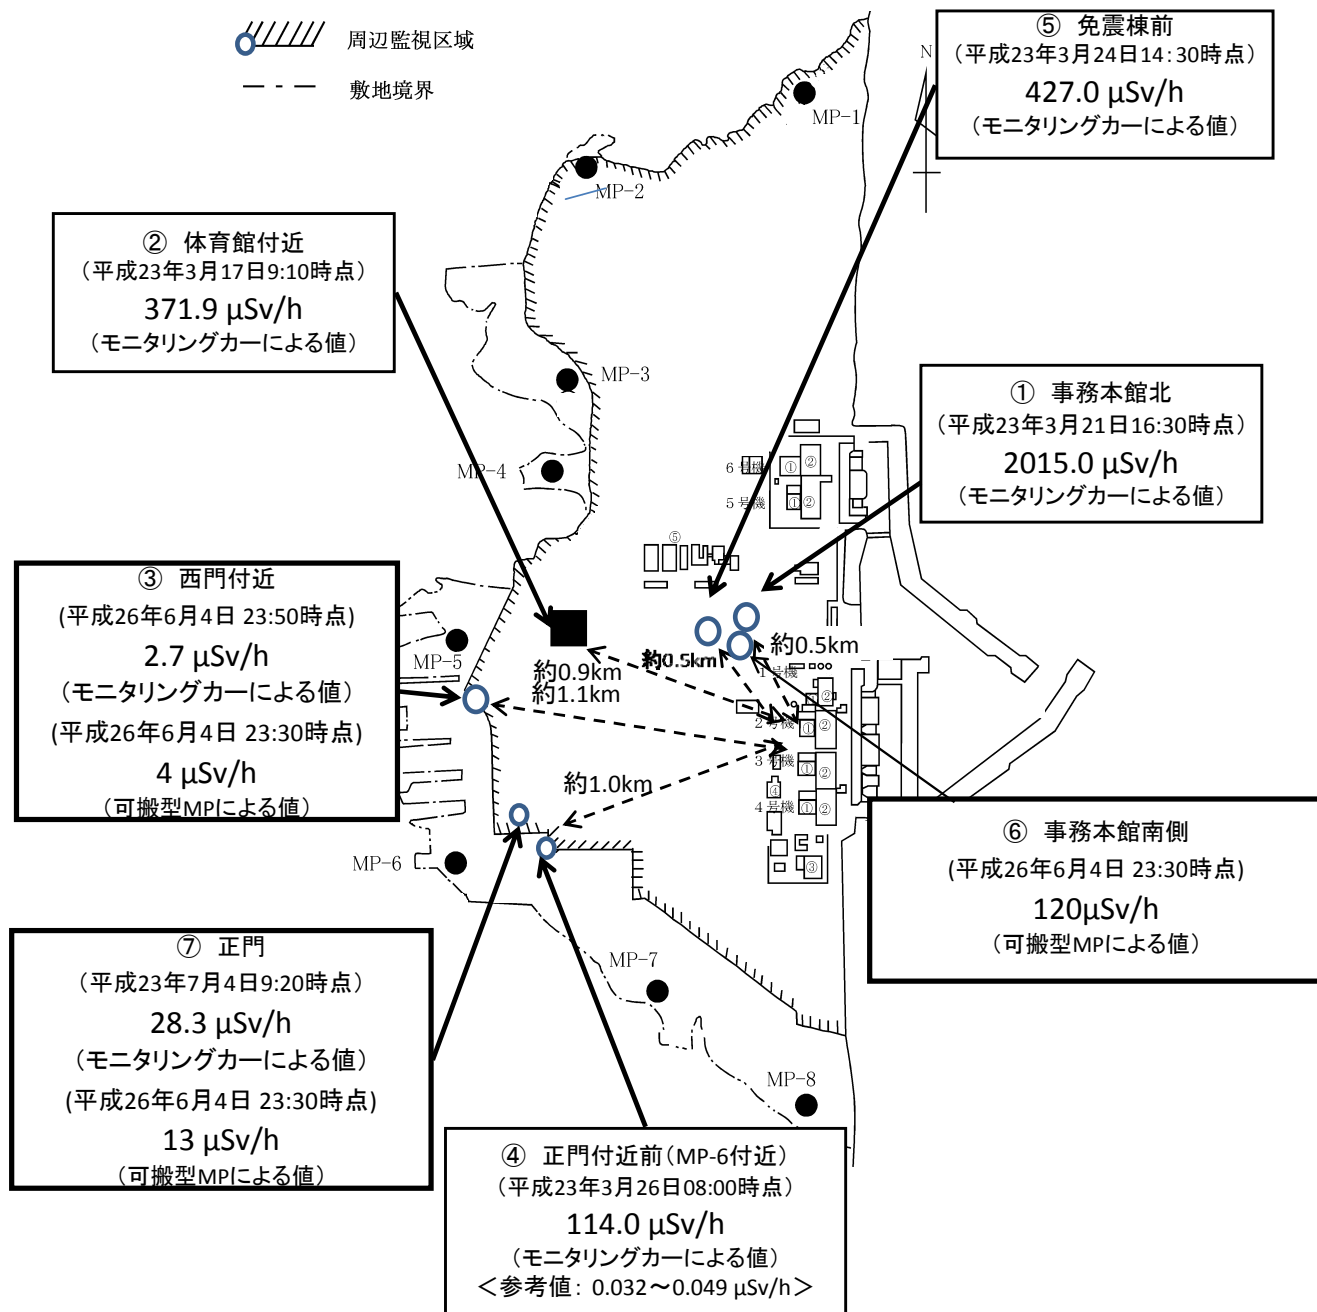 周辺監視区域
敷地境界
⑤ 免震棟前
（平成23年3月24日14：30時点）
427.0 μSv/h
（モニタリングカーによる値）
N
MP-1
MP-2
② 体育館付近
（平成23年3月17日9:10時点）
371.9 μSv/h
（モニタリングカーによる値）
MP-3
MP-4
① 事務本館北
（平成23年3月21日16:30時点）
2015.0 μSv/h
（モニタリングカーによる値）
6号機
①
②
5号機
①
②
⑤
③ 西門付近
(平成26年6月4日 23:50時点)
2.7 μSv/h
（モニタリングカーによる値）
(平成26年6月4日 23:30時点)
4 μSv/h
（可搬型MPによる値）
MP-5
約0.9km
約1.1km
約0.5km
約0.5km
1号機
②
2号機
①
②
3号機
①
②
約1.0km
④
4号機
①
②
③
MP-6
⑥ 事務本館南側
(平成26年6月4日 23:30時点)
120μSv/h
（可搬型MPによる値）
⑦ 正門
（平成23年7月4日9:20時点）
28.3 μSv/h
（モニタリングカーによる値）
(平成26年6月4日 23:30時点)
13 μSv/h
（可搬型MPによる値）
MP-7
MP-8
④ 正門付近前（MP-6付近）
（平成23年3月26日08:00時点）
114.0 μSv/h
（モニタリングカーによる値）
＜参考値： 0.032～0.049 μSv/h＞